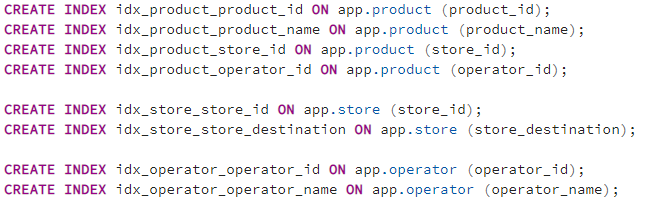 CREATE INDEX idx_product_product_id ON app.product (product_id);
CREATE INDEX idx_product_product_name ON app.product (product_name);
CREATE INDEX idx_product_store_id ON app.product (store_id);
CREATE INDEX idx_product_operator_id ON app.product (operator_id);
CREATE INDEX idx_store_store_id ON app.store (store_id);
CREATE INDEX idx_store_store_destination ON app.store (store_destination);
CREATE INDEX idx_operator_operator_id ON app.operator (operator_id);
CREATE INDEX idx_operator_operator_name ON app.operator (operator_name);